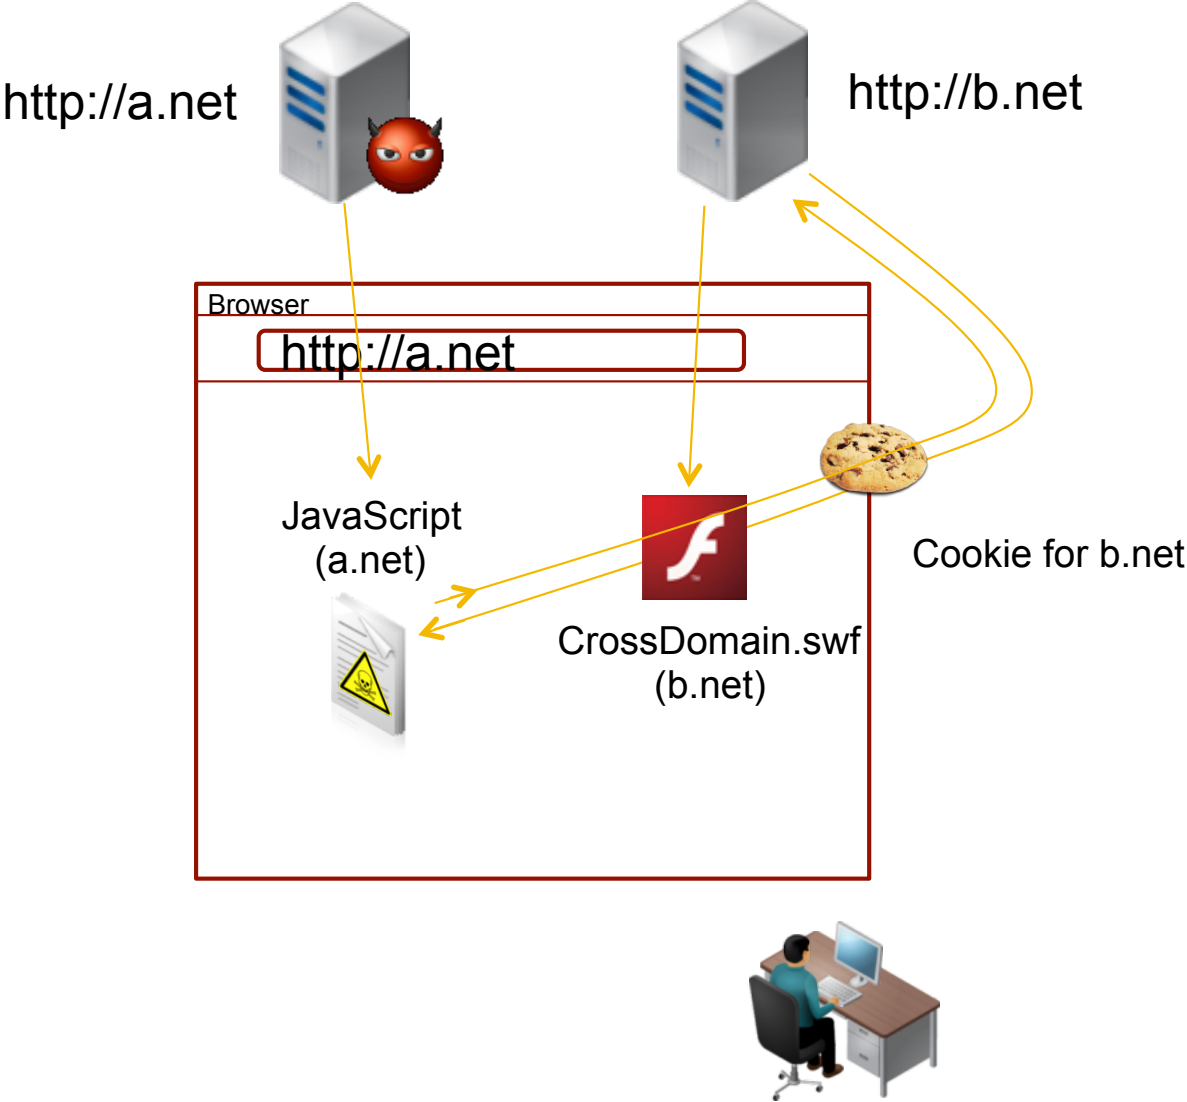 http://a.net
http://b.net
Browser
http://a.net
JavaScript
(a.net)
Cookie for b.net
CrossDomain.swf
(b.net)